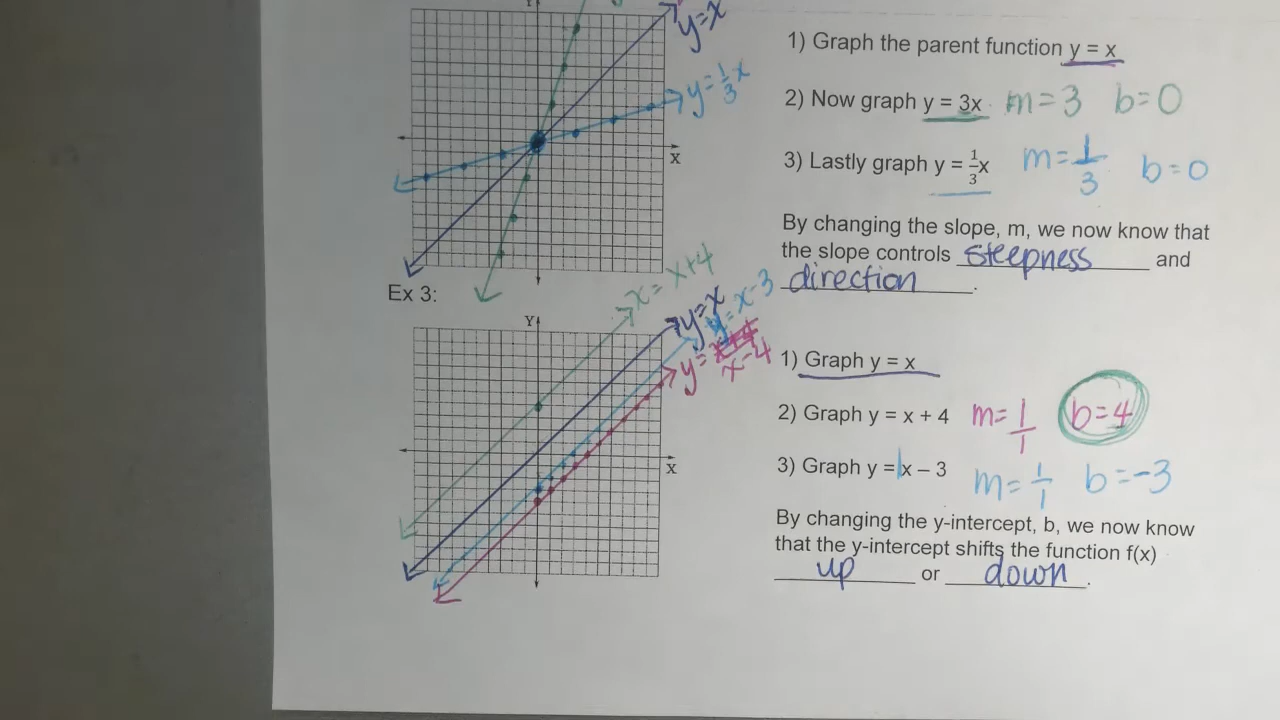 y=x
1) Graph the parent function y = x
y=1/3x
2) Now graph y = 3x m=3 b=0
x
3) Lastly graph y = 1/3x m=1/3 b=0
By changing the slope, m, we now know that
the slope controls steepness and
direction.
Ex 3:
x=x+4
y=x
y=x-3
Y
y=x+4
x-4
1) Graph y = x
2) Graph y = x + 4 m=1/1 b=4
x
3) Graph y = x – 3 m=1/1 b=-3
By changing the y-intercept, b, we now know
that the y-intercept shifts the function f(x)
up or down.